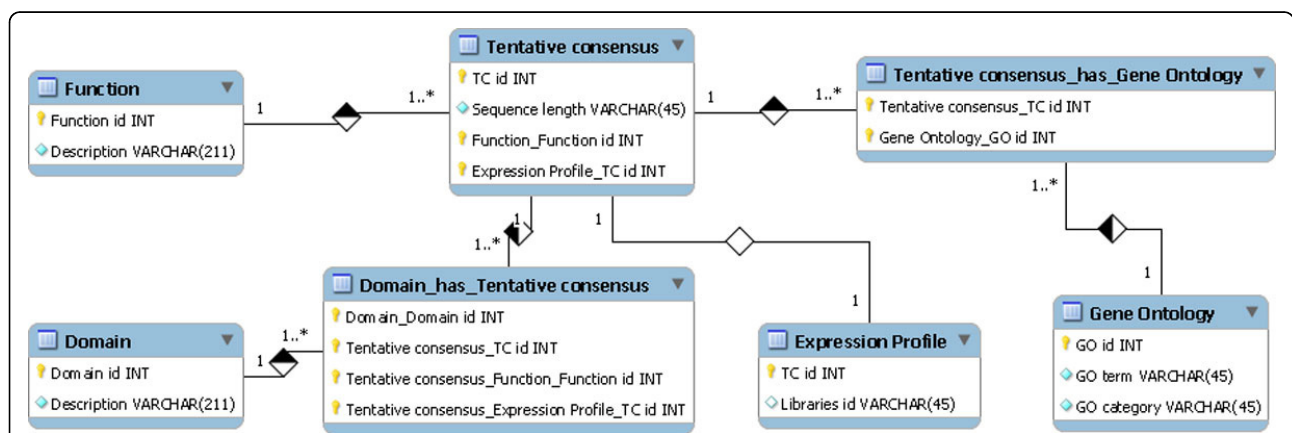 Function
Function id INT
Description VARCHAR(211)
1
1..*
Tentative consensus
TC id INT
Sequence length VARCHAR(45)
Function_Function id INT
Expression Profile_TC id INT
1
1..*
Tentative consensus_has_Gene Ontology
Tentative consensus_TC id INT
Gene Ontology_GO id INT
1
1..*
1
1
1..*
1
Domain_has_Tentative consensus
Domain_Domain id INT
Tentative consensus_TC id INT
Tentative consensus_Function_Function id INT
Tentative consensus_Expression Profile_TC id INT
Domain
Domain id INT
Description VARCHAR(211)
1
1..*
Expression Profile
TC id INT
Libraries id VARCHAR(45)
Gene Ontology
GO id INT
GO term VARCHAR(45)
GO category VARCHAR(45)